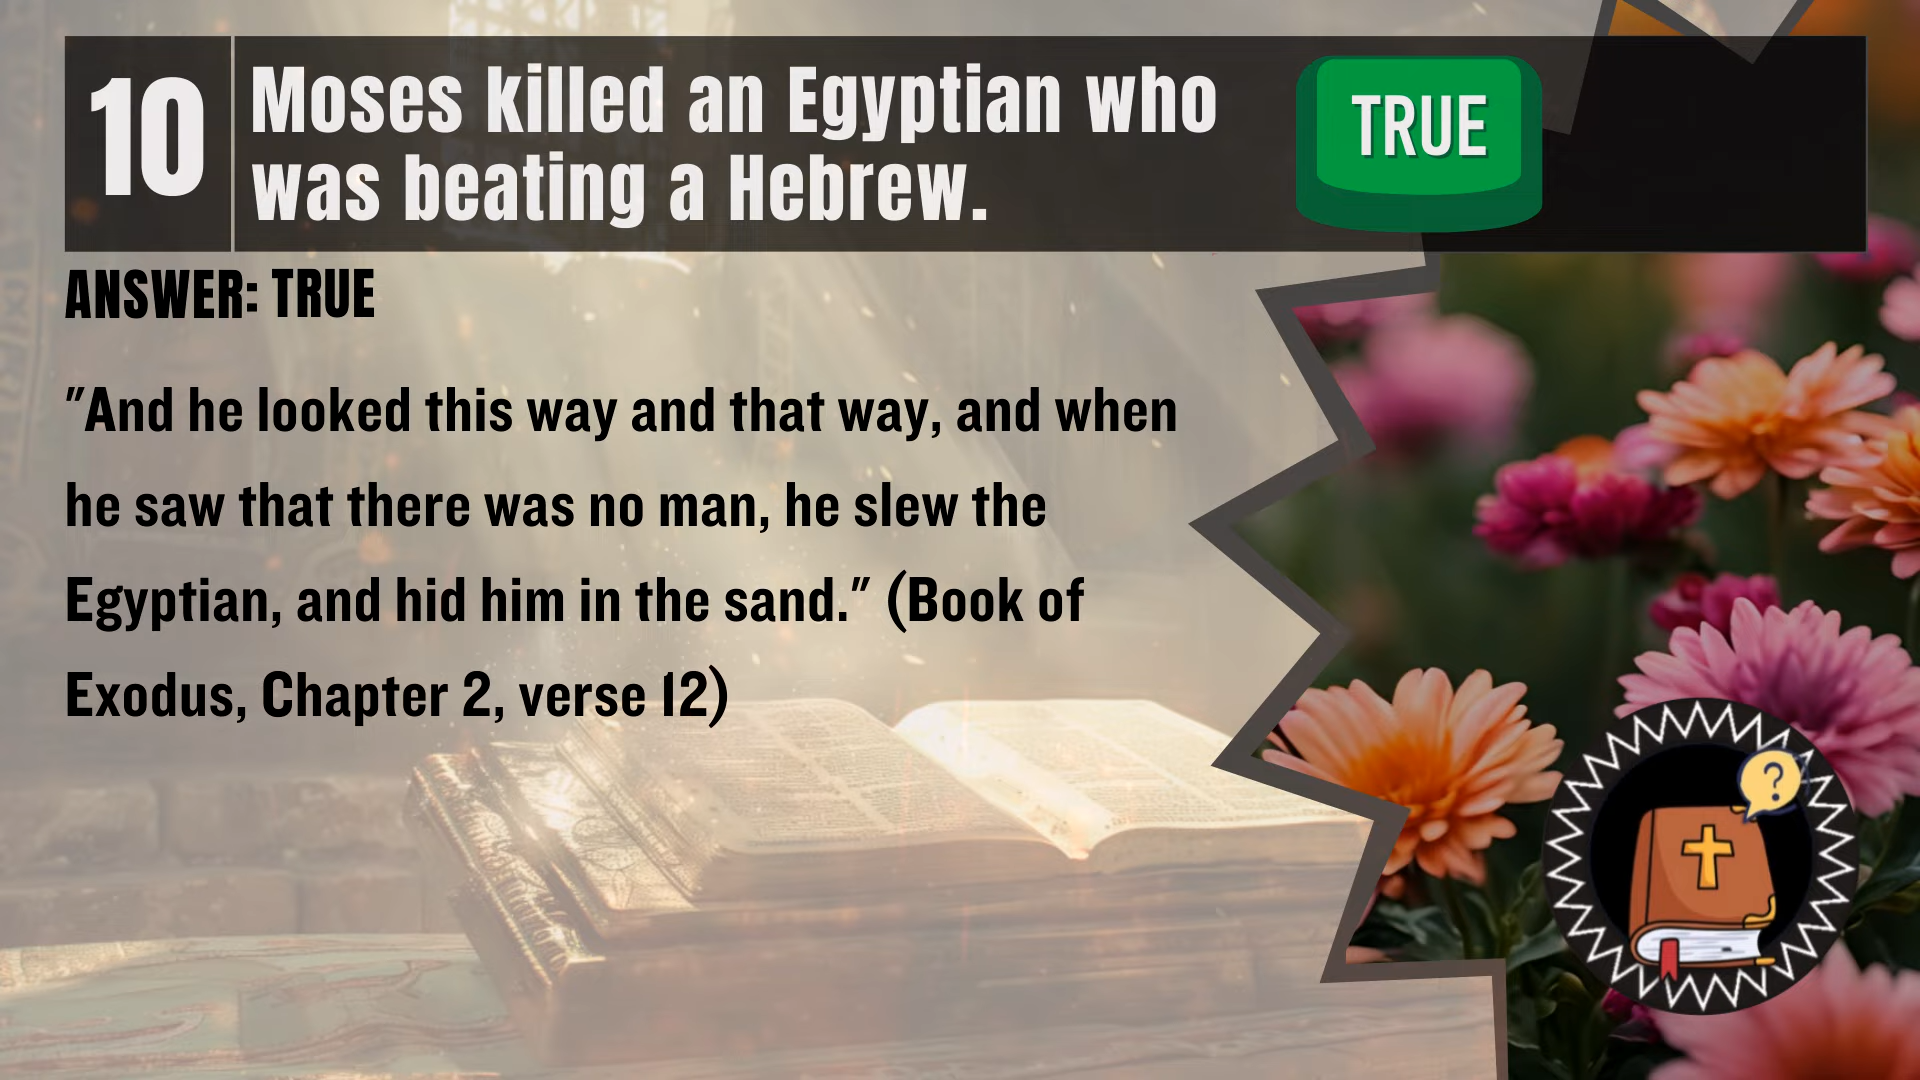 10
Moses killed an Egyptian who
was beating a Hebrew.
TRUE
ANSWER: TRUE
"And he looked this way and that way, and when
he saw that there was no man, he slew the
Egyptian, and hid him in the sand." (Book of
Exodus, Chapter 2, verse 12)
?